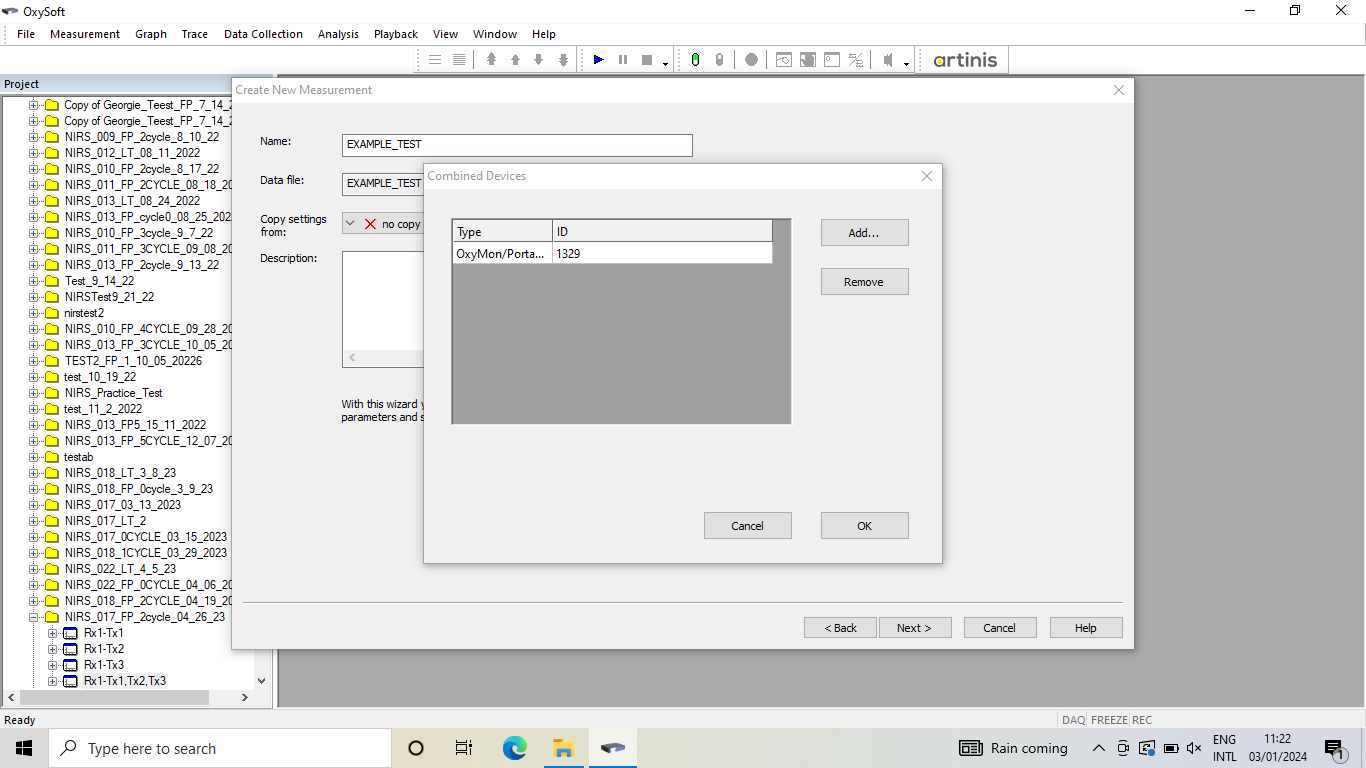 OxySoft
File Measurement Graph Trace Data Collection Analysis Playback View Window Help
artinis
Project
Copy of Georgie_Teest_FP_7_14_2
Copy of Georgie_Teest_FP_7_14_2
NIRS_009_FP_2cycle_8_10_22
NIRS_012_LT_08_11_2022
NIRS_010_FP_2cycle_8_17_22
NIRS_011_FP_2CYCLE_08_18_20
NIRS_013_LT_08_24_2022
NIRS_013_FP_cycle0_08_25_202
NIRS_010_FP_3cycle_9_7_22
NIRS_011_FP_3CYCLE_09_08_20
NIRS_013_FP_2cycle_9_13_22
Test_9_14_22
NIRSTest9_21_22
nirstest2
NIRS_010_FP_4CYCLE_09_28_20
NIRS_013_FP_3CYCLE_10_05_20
TEST2_FP_1_10_05_20226
test_10_19_22
NIRS_Practice_Test
test_11_2_2022
NIRS_013_FP5_15_11_2022
NIRS_013_FP_5CYCLE_12_07_20
testab
NIRS_018_LT_3_8_23
NIRS_018_FP_0cycle_3_9_23
NIRS_017_03_13_2023
NIRS_017_LT_2
NIRS_017_0CYCLE_03_15_2023
NIRS_018_1CYCLE_03_29_2023
NIRS_022_LT_4_5_23
NIRS_022_FP_0CYCLE_04_06_20
NIRS_018_FP_2CYCLE_04_19_20
NIRS_017_FP_2cycle_04_26_23
Rx1-Tx1
Rx1-Tx2
Rx1-Tx3
Rx1-Tx1,Tx2,Tx3
Create New Measurement
Name: EXAMPLE_TEST
Data file: EXAMPLE_TEST
Copy settings
from: no copy
Description:
With this wizard y
parameters and s
Combined Devices
Type ID
OxyMon/Porta... 1329
Add...
Remove
Cancel OK
< Back Next > Cancel Help
Ready DAQ FREEZE REC
Type here to search
Rain coming
ENG
INTL
11:22
03/01/2024
1